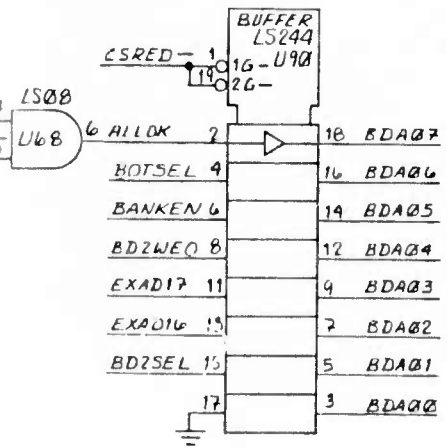 BUFFER
LS244
U90
CSRED-
1 1G-
19 2G-
LS08
U68
6 ALLOK 2 18 BDA07
BOTSEL 4 16 BDA06
BANKEN 6 14 BDA05
BD2WEO 8 12 BDA04
EXAD17 11 9 BDA03
EXAD16 13 7 BDA02
BD2SEL 15 5 BDA01
17 3 BDA00